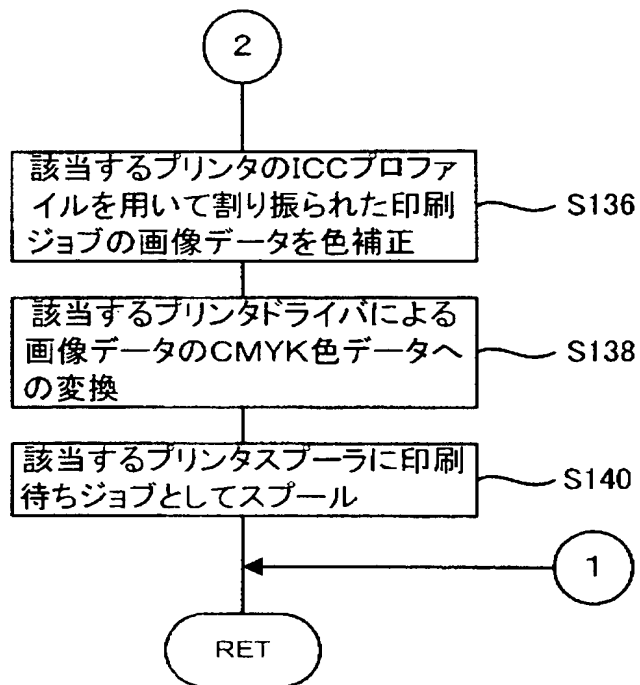 2
該当するプリンタのICCプロファ
イルを用いて割り振られた印刷
ジョブの画像データを色補正
S136
該当するプリンタドライバによる
画像データのCMYK色データへ
の変換
S138
該当するプリンタスプーラに印刷
待ちジョブとしてスプール
S140
1
RET